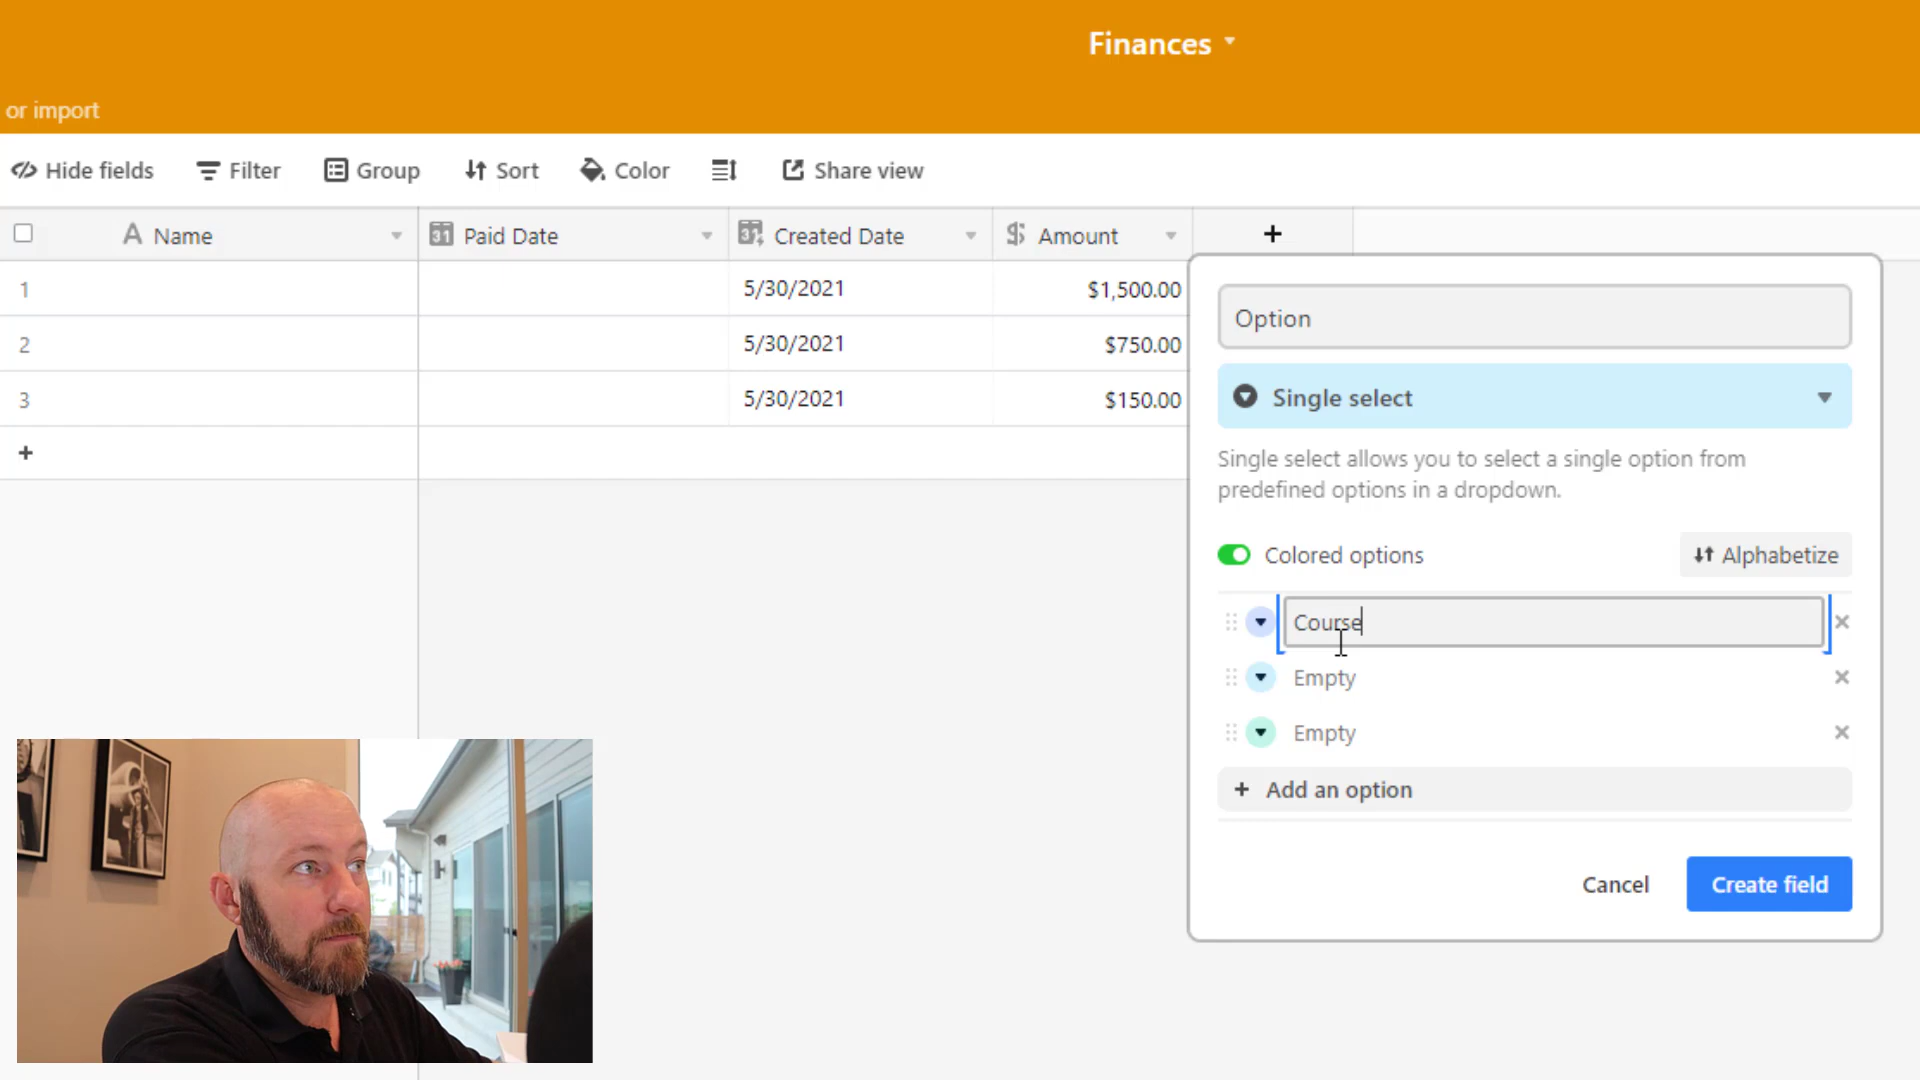 Finances
or import
Hide fields Filter Group Sort Color Share view
Name Paid Date Created Date Amount +
1 5/30/2021 $1,500.00
2 5/30/2021 $750.00
3 5/30/2021 $150.00
+
Option
Single select
Single select allows you to select a single option from
predefined options in a dropdown.
Colored options Alphabetize
Course
Empty
Empty
+ Add an option
Cancel Create field